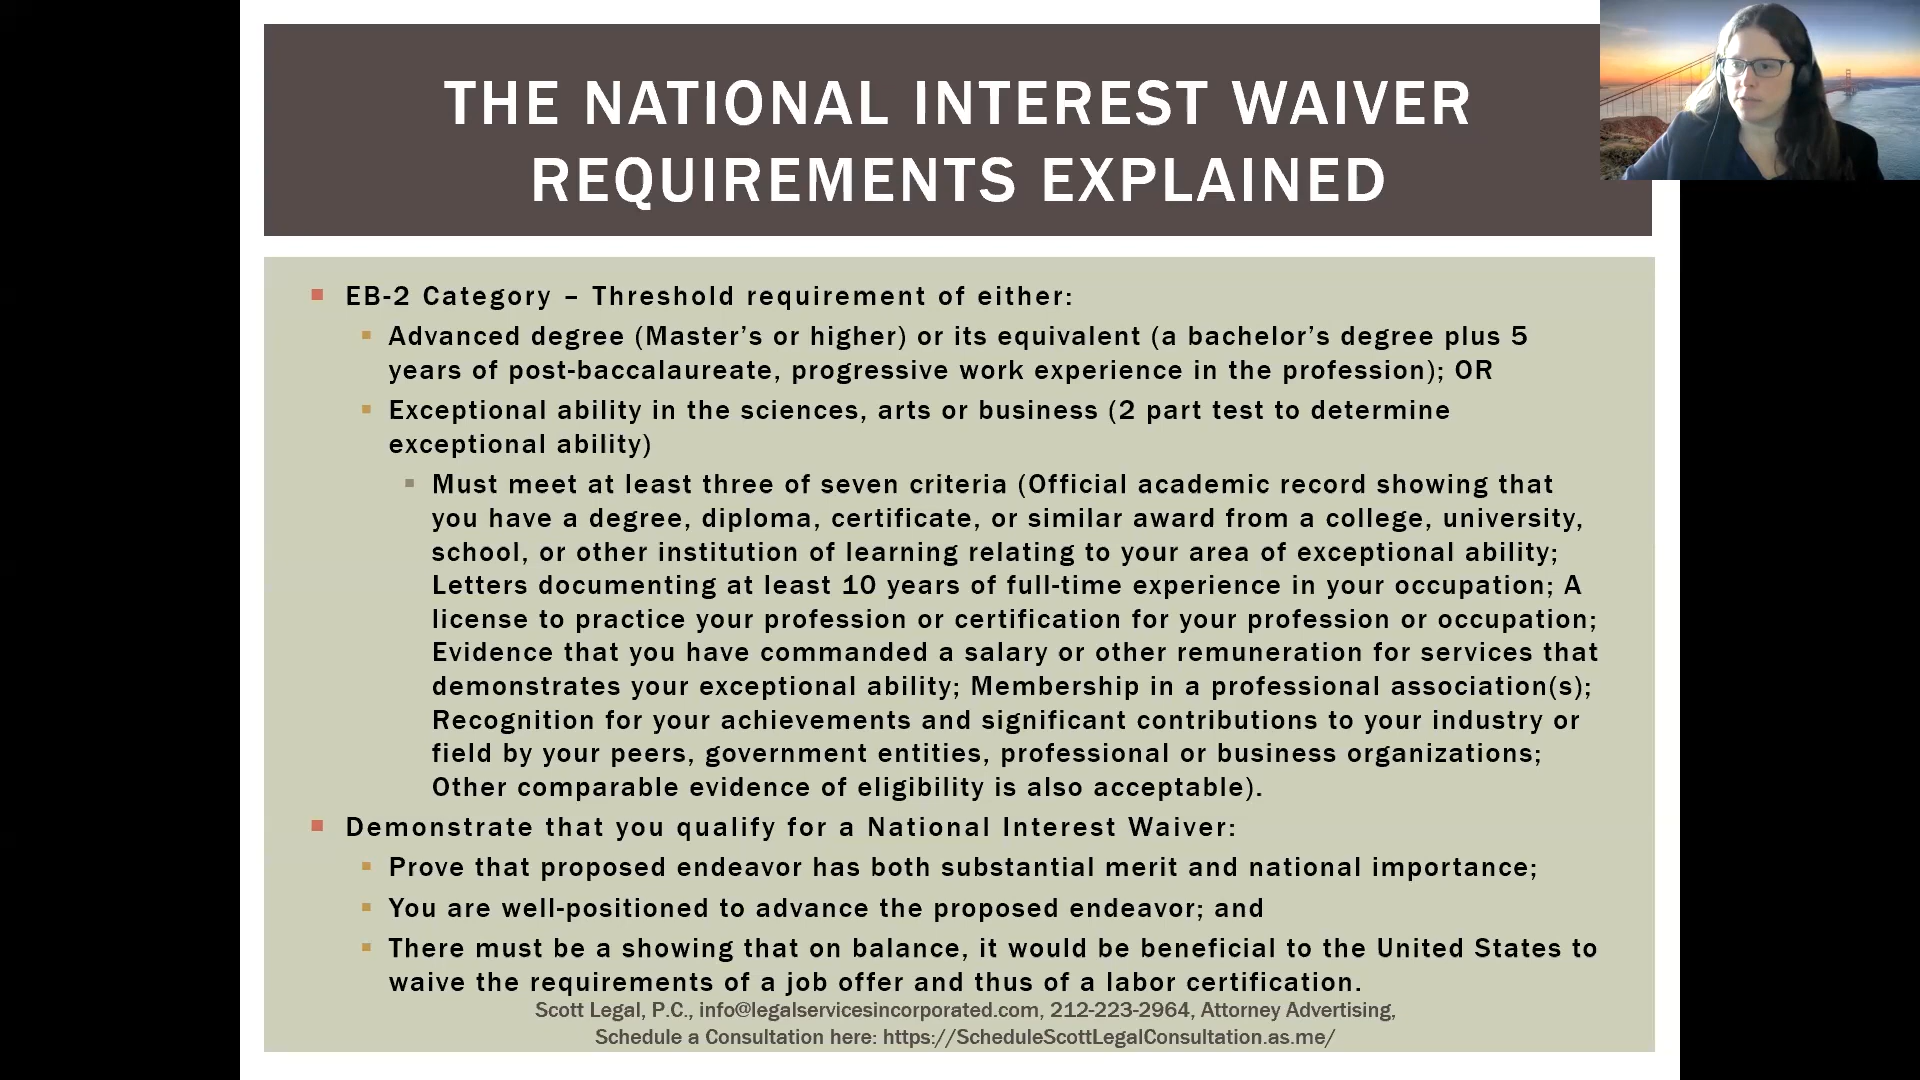 THE NATIONAL INTEREST WAIVER
REQUIREMENTS EXPLAINED
EB-2 Category – Threshold requirement of either:
Advanced degree (Master’s or higher) or its equivalent (a bachelor’s degree plus 5
years of post-baccalaureate, progressive work experience in the profession); OR
Exceptional ability in the sciences, arts or business (2 part test to determine
exceptional ability)
Must meet at least three of seven criteria (Official academic record showing that
you have a degree, diploma, certificate, or similar award from a college, university,
school, or other institution of learning relating to your area of exceptional ability;
Letters documenting at least 10 years of full-time experience in your occupation; A
license to practice your profession or certification for your profession or occupation;
Evidence that you have commanded a salary or other remuneration for services that
demonstrates your exceptional ability; Membership in a professional association(s);
Recognition for your achievements and significant contributions to your industry or
field by your peers, government entities, professional or business organizations;
Other comparable evidence of eligibility is also acceptable).
Demonstrate that you qualify for a National Interest Waiver:
Prove that proposed endeavor has both substantial merit and national importance;
You are well-positioned to advance the proposed endeavor; and
There must be a showing that on balance, it would be beneficial to the United States to
waive the requirements of a job offer and thus of a labor certification.
Scott Legal, P.C., info@legalservicesincorporated.com, 212-223-2964, Attorney Advertising,
Schedule a Consultation here: https://ScheduleScottLegalConsultation.as.me/